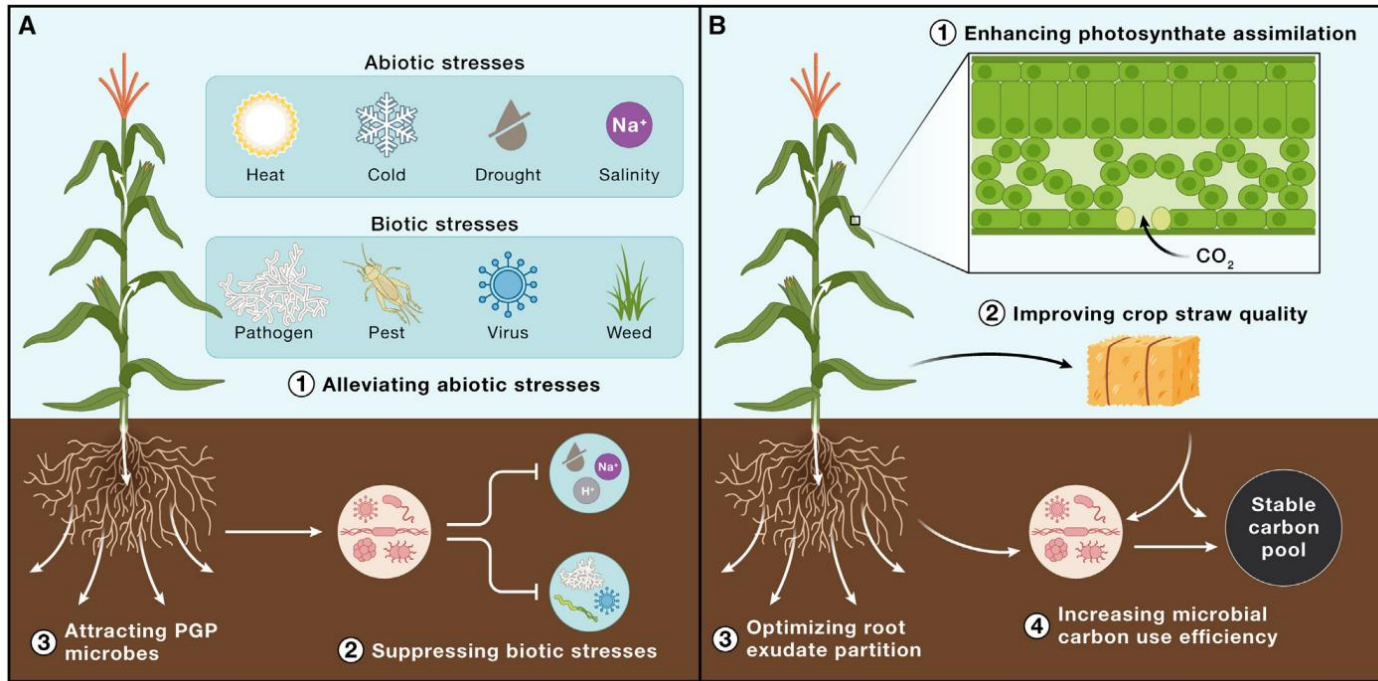 A
Abiotic stresses
Heat
Cold
Drought
Na⁺
Salinity
Biotic stresses
Pathogen
Pest
Virus
Weed
① Alleviating abiotic stresses
Na⁺
H⁺
③ Attracting PGP
microbes
② Suppressing biotic stresses
B
① Enhancing photosynthate assimilation
CO₂
② Improving crop straw quality
Stable
carbon
pool
③ Optimizing root
exudate partition
④ Increasing microbial
carbon use efficiency